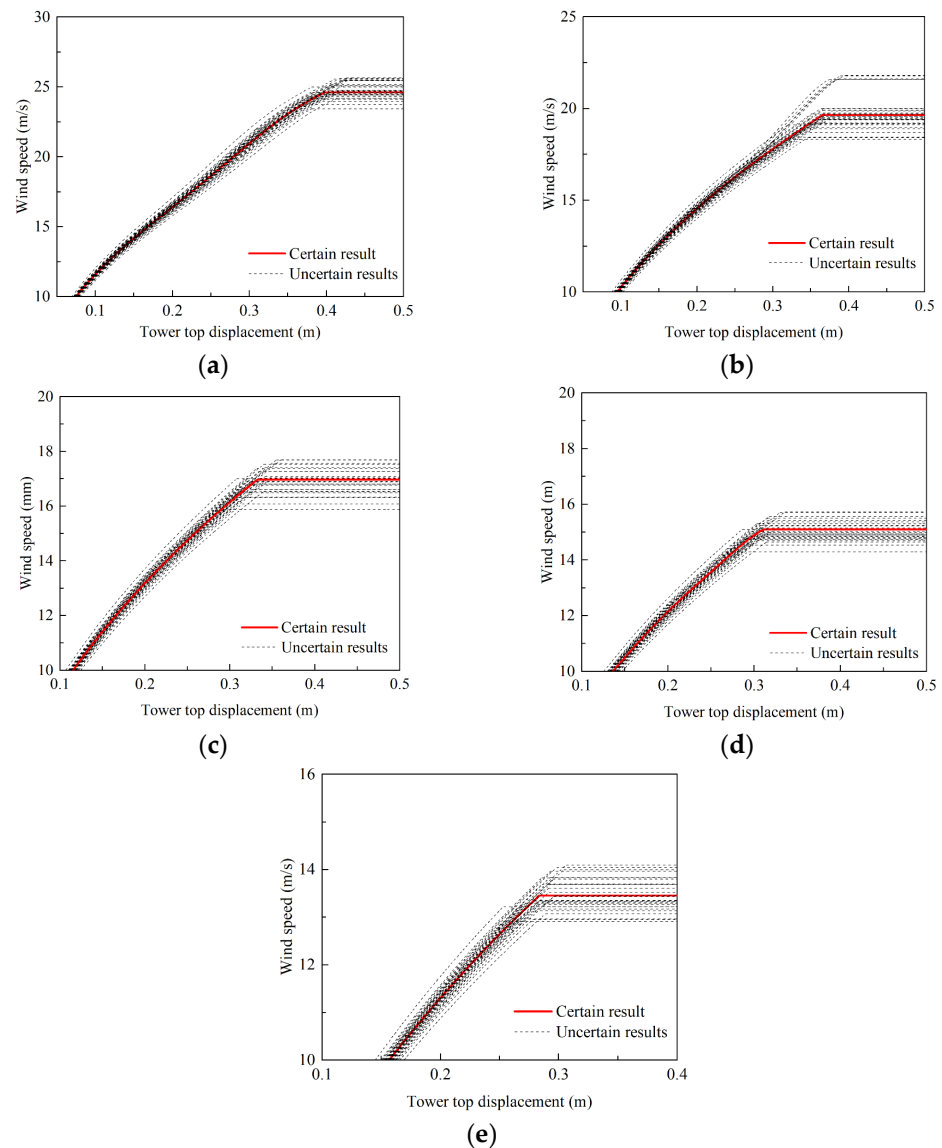 30
25
20
15
10
Wind speed (m/s)
Certain result
Uncertain results
0.1 0.2 0.3 0.4 0.5
Tower top displacement (m)
(a)
25
20
15
10
Wind speed (m/s)
Certain result
Uncertain results
0.1 0.2 0.3 0.4 0.5
Tower top displacement (m)
(b)
20
18
16
14
12
10
Wind speed (mm)
Certain result
Uncertain results
0.1 0.2 0.3 0.4 0.5
Tower top displacement (m)
(c)
20
18
16
14
12
10
Wind speed (m)
Certain result
Uncertain results
0.1 0.2 0.3 0.4 0.5
Tower top displacement (m)
(d)
16
14
12
10
Wind speed (m/s)
Certain result
Uncertain results
0.1 0.2 0.3 0.4
Tower top displacement (m)
(e)